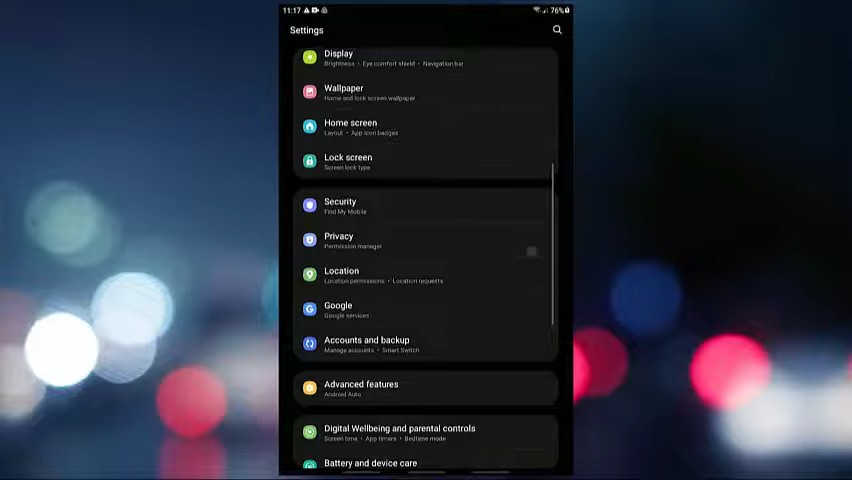 11:17
76%
Settings
Display
Brightness • Eye comfort shield • Navigation bar
Wallpaper
Home and lock screen wallpaper
Home screen
Layout • App icon badges
Lock screen
Screen lock type
Security
Find My Mobile
Privacy
Permission manager
Location
Location permissions • Location requests
Google
Google services
Accounts and backup
Manage accounts • Smart Switch
Advanced features
Android Auto
Digital Wellbeing and parental controls
Screen time • App timers • Bedtime mode
Battery and device care